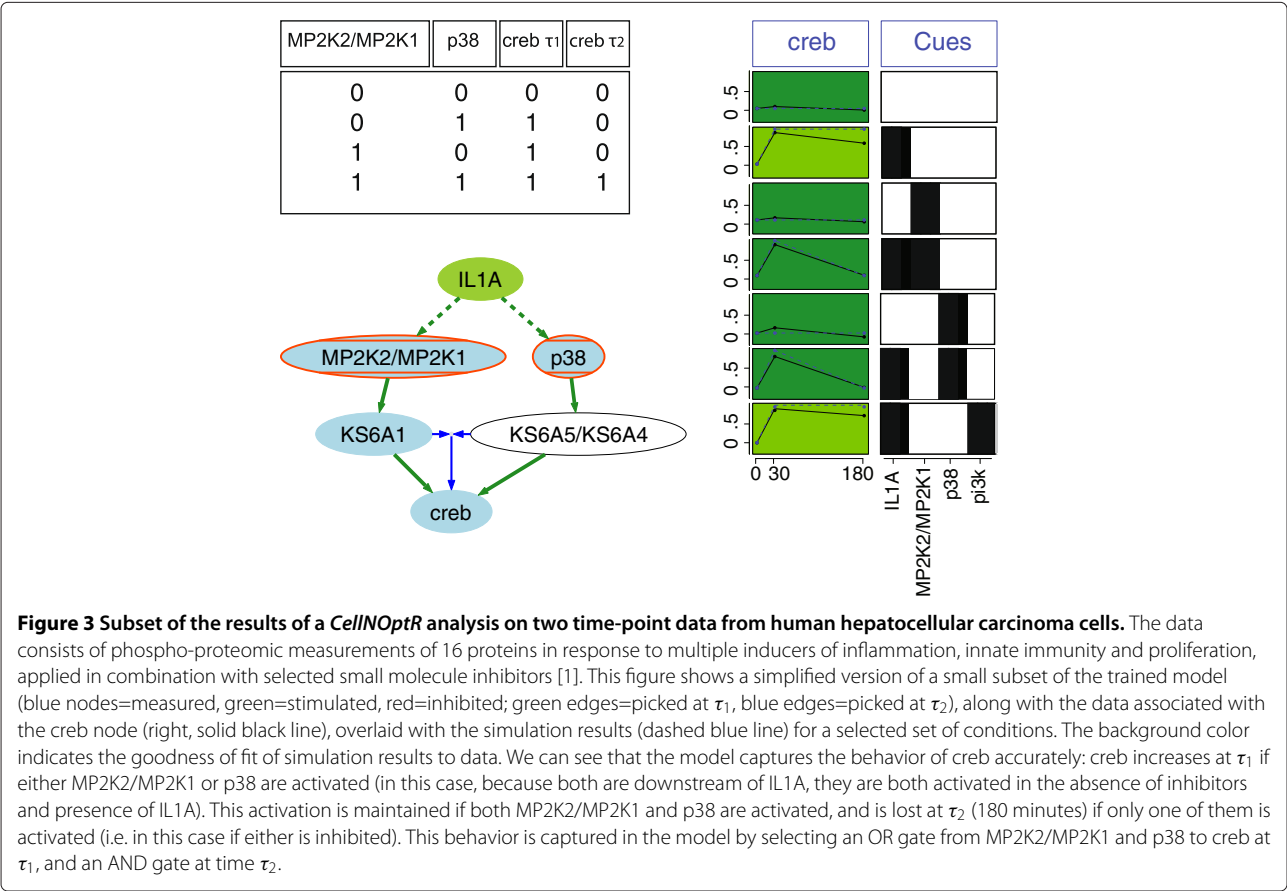 MP2K2/MP2K1 p38 creb τ1 creb τ2
0 0 0 0
0 1 1 0
1 0 1 0
1 1 1 1
IL1A
MP2K2/MP2K1 p38
KS6A1 KS6A5/KS6A4
creb
creb Cues
0 .5
0 .5
0 .5
0 .5
0 .5
0 .5
0 .5
0 30 180
IL1A
MP2K2/MP2K1
p38
pi3k
Figure 3 Subset of the results of a CellNOptR analysis on two time-point data from human hepatocellular carcinoma cells. The data
consists of phospho-proteomic measurements of 16 proteins in response to multiple inducers of inflammation, innate immunity and proliferation,
applied in combination with selected small molecule inhibitors [1]. This figure shows a simplified version of a small subset of the trained model
(blue nodes=measured, green=stimulated, red=inhibited; green edges=picked at τ1, blue edges=picked at τ2), along with the data associated with
the creb node (right, solid black line), overlaid with the simulation results (dashed blue line) for a selected set of conditions. The background color
indicates the goodness of fit of simulation results to data. We can see that the model captures the behavior of creb accurately: creb increases at τ1 if
either MP2K2/MP2K1 or p38 are activated (in this case, because both are downstream of IL1A, they are both activated in the absence of inhibitors
and presence of IL1A). This activation is maintained if both MP2K2/MP2K1 and p38 are activated, and is lost at τ2 (180 minutes) if only one of them is
activated (i.e. in this case if either is inhibited). This behavior is captured in the model by selecting an OR gate from MP2K2/MP2K1 and p38 to creb at
τ1, and an AND gate at time τ2.